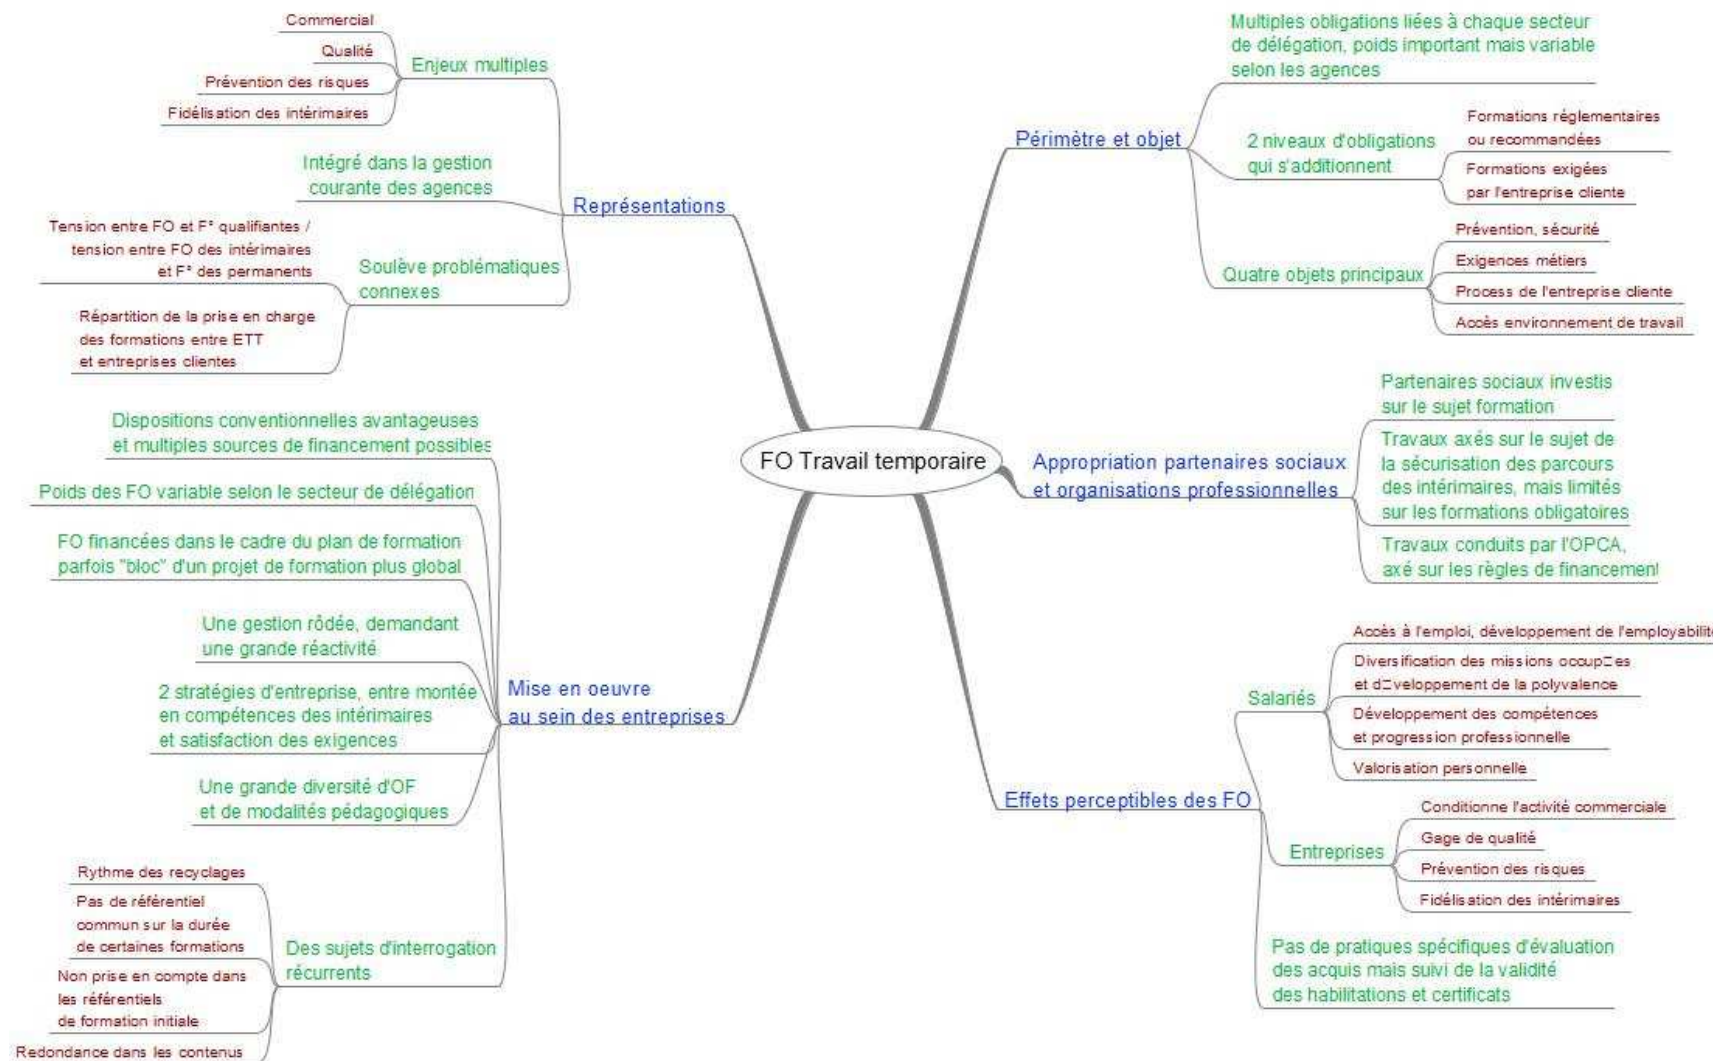 Commercial
Qualité
Prévention des risques
Fidélisation des intérimaires
Enjeux multiples
Intégré dans la gestion
courante des agences
Tension entre FO et F° qualifiantes /
tension entre FO des intérimaires
et F° des permanents
Répartition de la prise en charge
des formations entre ETT
et entreprises clientes
Soulève problématiques
connexes
Représentations
Dispositions conventionnelles avantageuses
et multiples sources de financement possibles
Poids des FO variable selon le secteur de délégation
FO financées dans le cadre du plan de formation
parfois "bloc" d'un projet de formation plus global
Une gestion rôdée, demandant
une grande réactivité
2 stratégies d'entreprise, entre montée
en compétences des intérimaires
et satisfaction des exigences
Une grande diversité d'OF
et de modalités pédagogiques
Rythme des recyclages
Pas de référentiel
commun sur la durée
de certaines formations
Non prise en compte dans
les référentiels
de formation initiale
Redondance dans les contenus
Des sujets d'interrogation
récurrents
Mise en oeuvre
au sein des entreprises
FO Travail temporaire
Périmètre et objet
Multiples obligations liées à chaque secteur
de délégation, poids important mais variable
selon les agences
2 niveaux d'obligations
qui s'additionnent
Formations réglementaires
ou recommandées
Formations exigées
par l'entreprise cliente
Quatre objets principaux
Prévention, sécurité
Exigences métiers
Process de l'entreprise cliente
Accès environnement de travail
Appropriation partenaires sociaux
et organisations professionnelles
Partenaires sociaux investis
sur le sujet formation
Travaux axés sur le sujet de
la sécurisation des parcours
des intérimaires, mais limités
sur les formations obligatoires
Travaux conduits par l'OPCA,
axé sur les règles de financement
Effets perceptibles des FO
Salariés
Accès à l'emploi, développement de l'employabilité
Diversification des missions occup□es
et d□veloppement de la polyvalence
Développement des compétences
et progression professionnelle
Valorisation personnelle
Entreprises
Conditionne l'activité commerciale
Gage de qualité
Prévention des risques
Fidélisation des intérimaires
Pas de pratiques spécifiques d'évaluation
des acquis mais suivi de la validité
des habilitations et certificats